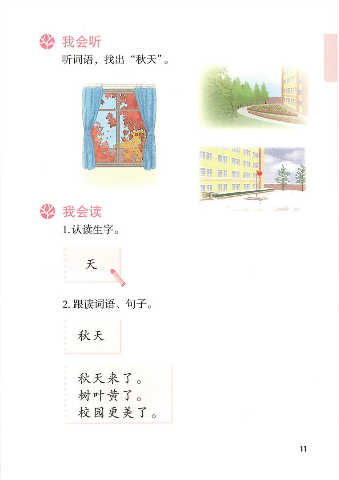 我会听
听词语，找出“秋天”。
我会读
1.认读生字。
天
2.跟读词语、句子。
秋天
秋天来了。
树叶黄了。
校园更美了。
11